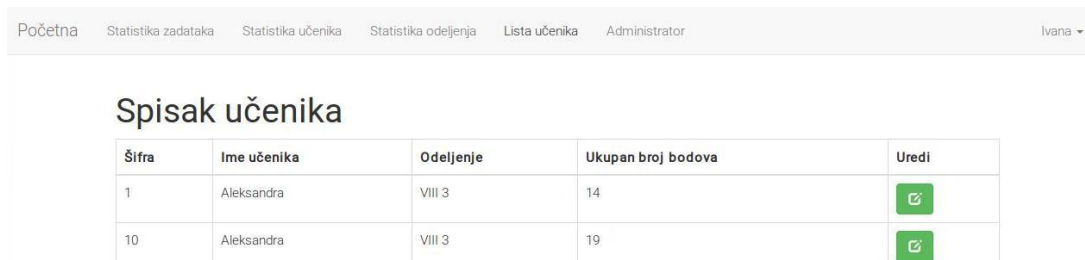 Početna Statistika zadataka Statistika učenika Statistika odeljenja Lista učenika Administrator Ivana
Spisak učenika
Šifra Ime učenika Odeljenje Ukupan broj bodova Uredi
1 Aleksandra VIII 3 14
10 Aleksandra VIII 3 19